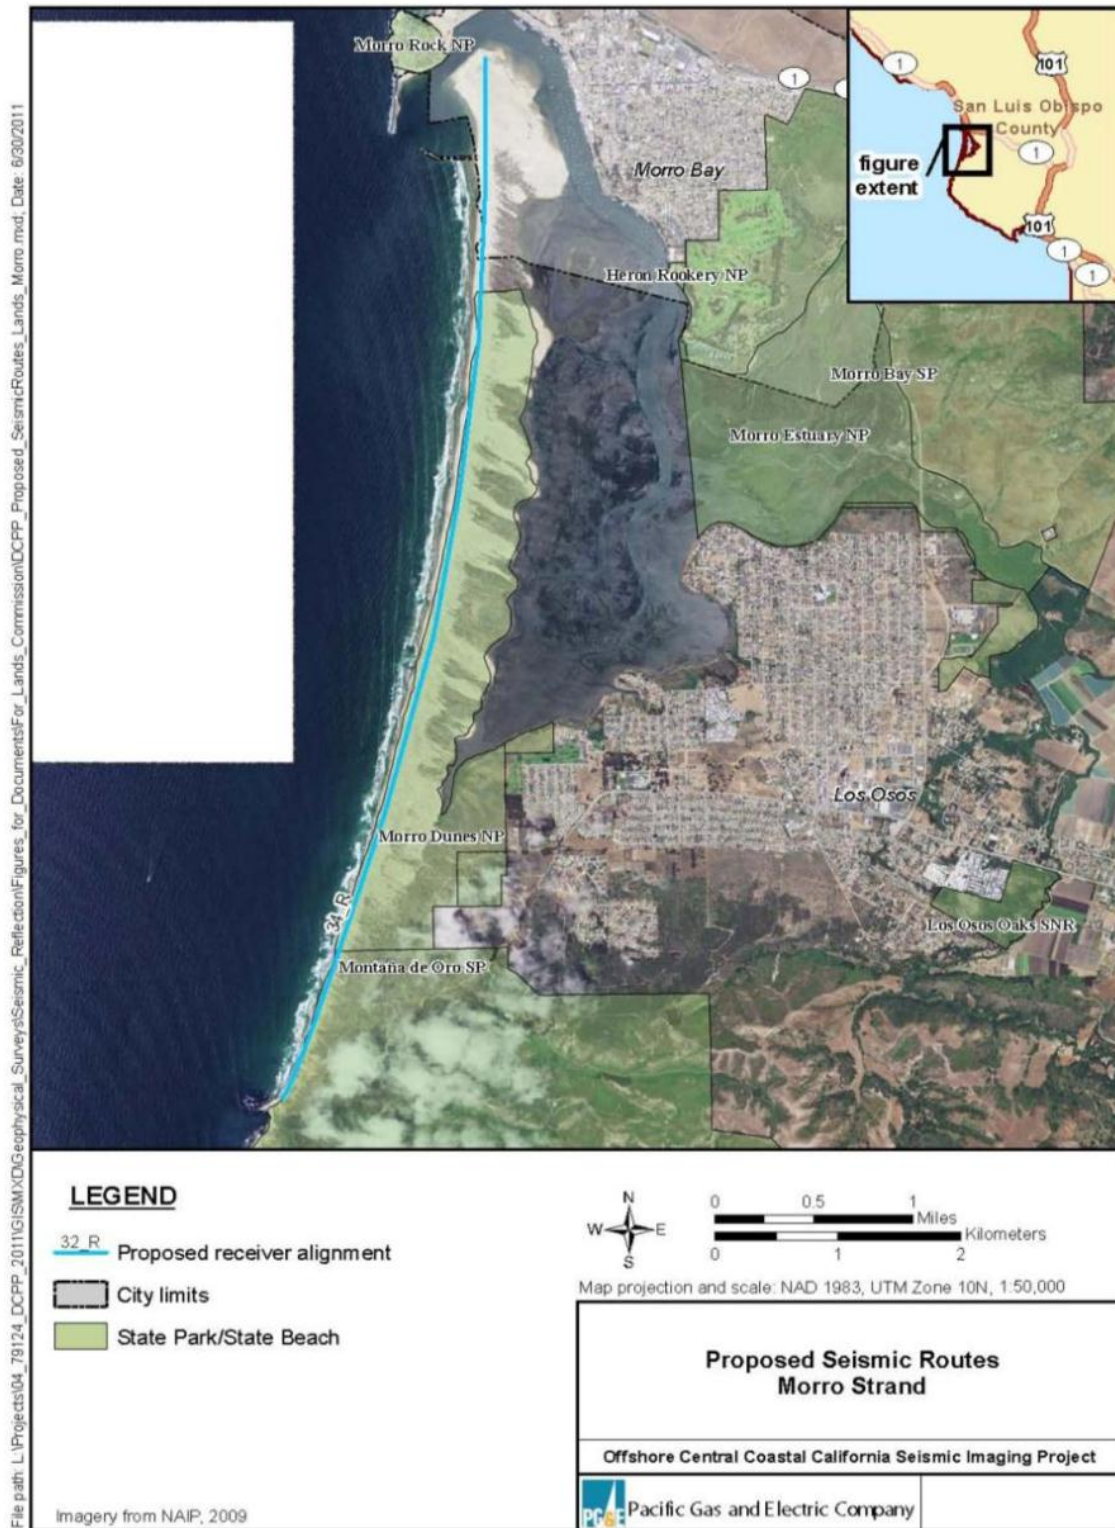 Morro Rock NP
1
Morro Bay
Heron Rookery NP
Morro Bay SP
Morro Estuary NP
Los Osos
Morro Dunes NP
34_R
Los Osos Oaks SNR
Montaña de Oro SP
1
101
San Luis Obispo
County
1
figure
extent
101
1
1
File path: L:\Projects\04_79124_DCPP_2011\GIS\MXD\Geophysical_Surveys\Seismic_Reflection\Figures_for_Documents\For_Lands_Commission\DCPP_Proposed_SeismicRoutes_Lands_Morro.mxd; Date: 6/30/2011
LEGEND
32_R Proposed receiver alignment
City limits
State Park/State Beach
N
W E
S
0 0.5 1
Miles
Kilometers
0 1 2
Map projection and scale: NAD 1983, UTM Zone 10N, 1:50,000
Proposed Seismic Routes
Morro Strand
Offshore Central Coastal California Seismic Imaging Project
PG&E Pacific Gas and Electric Company
Imagery from NAIP, 2009